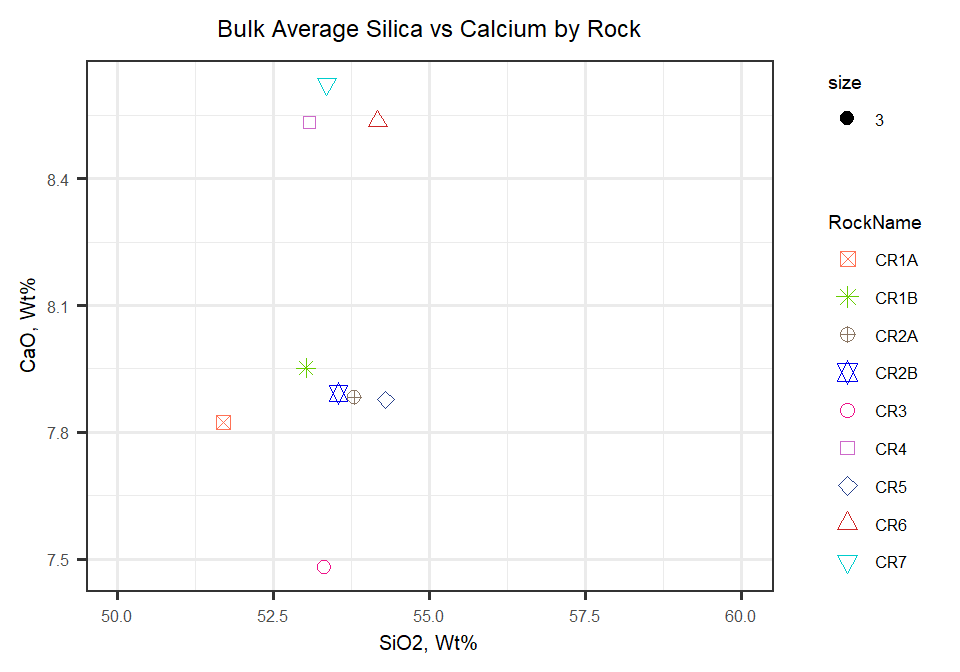 Bulk Average Silica vs Calcium by Rock
size
3
RockName
CR1A
CR1B
CR2A
CR2B
CR3
CR4
CR5
CR6
CR7
CaO, Wt%
8.4
8.1
7.8
7.5
50.0 52.5 55.0 57.5 60.0
SiO2, Wt%